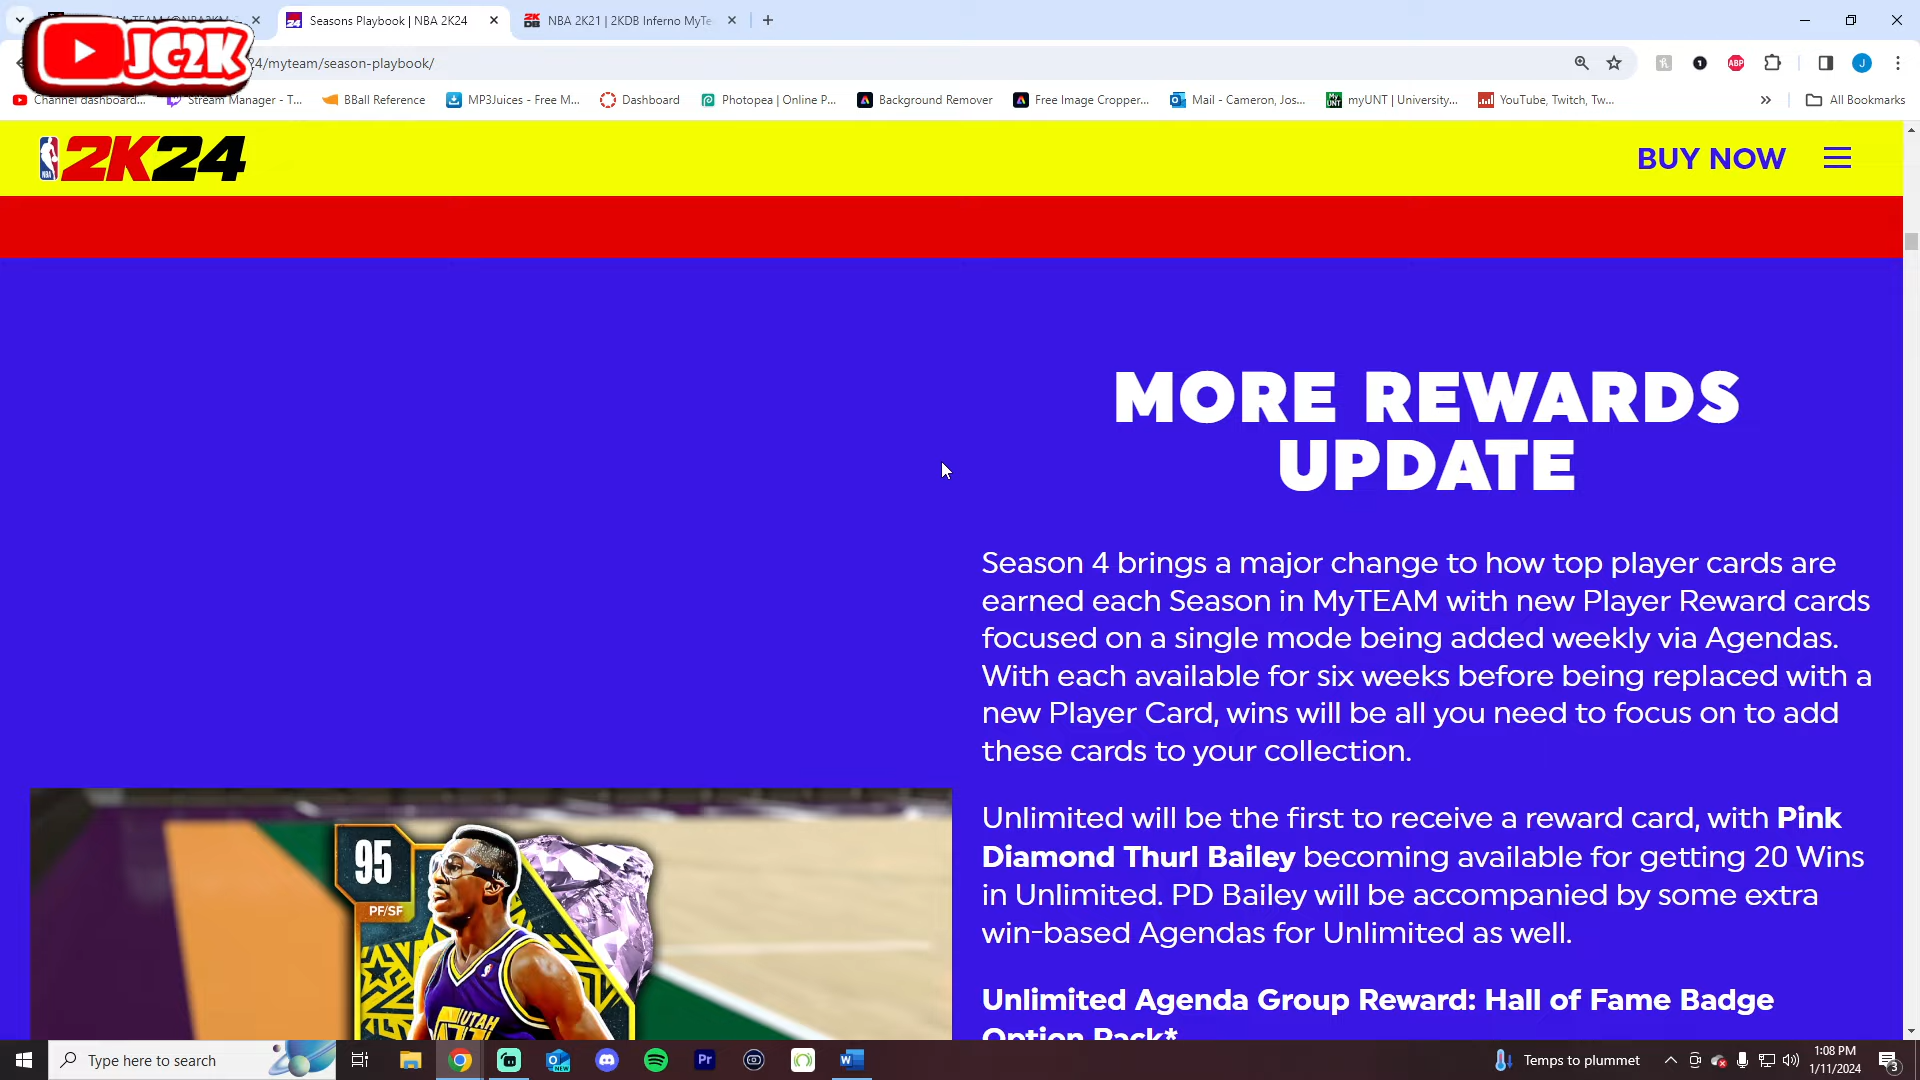 Seasons Playbook | NBA 2K24
NBA 2K21 | 2KDB Inferno MyTe
JC2K
24/myteam/season-playbook/
Channel dashboard...
Stream Manager - T...
BBall Reference
MP3Juices - Free M...
Dashboard
Photopea | Online P...
Background Remover
Free Image Cropper...
Mail - Cameron, Jos...
myUNT | University...
YouTube, Twitch, Tw...
All Bookmarks
NBA 2K24
BUY NOW
MORE REWARDS
UPDATE
Season 4 brings a major change to how top player cards are
earned each Season in MyTEAM with new Player Reward cards
focused on a single mode being added weekly via Agendas.
With each available for six weeks before being replaced with a
new Player Card, wins will be all you need to focus on to add
these cards to your collection.
Unlimited will be the first to receive a reward card, with Pink
Diamond Thurl Bailey becoming available for getting 20 Wins
in Unlimited. PD Bailey will be accompanied by some extra
win-based Agendas for Unlimited as well.
Unlimited Agenda Group Reward: Hall of Fame Badge
Option Pack*
95
PF/SF
UTAH
Type here to search
Temps to plummet
1:08 PM
1/11/2024